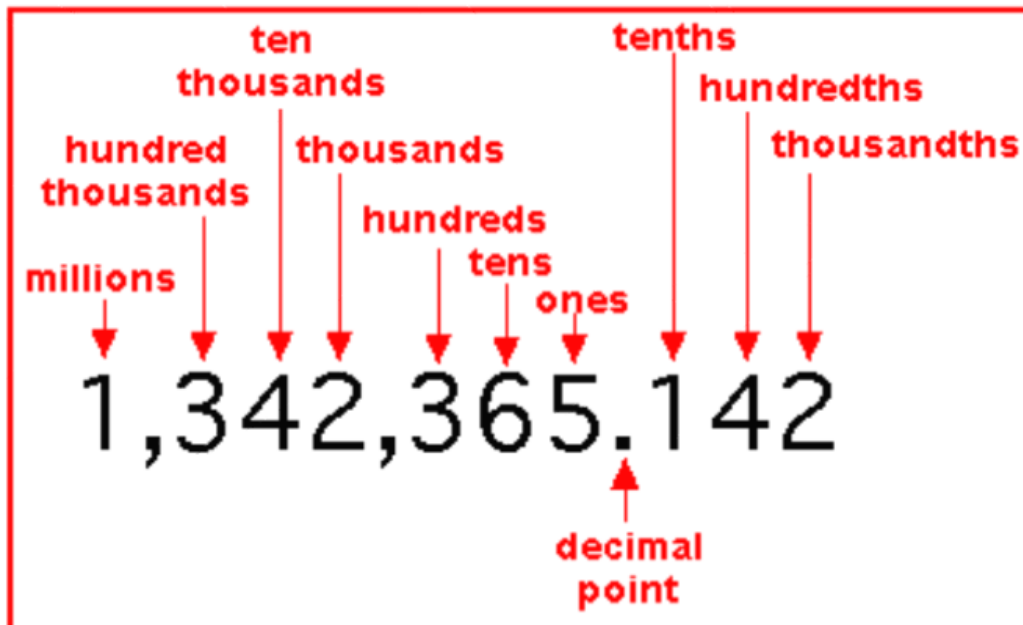 ten
thousands
tenths
hundredths
hundred
thousands
thousands
thousandths
hundreds
tens
millions
ones
1,342,365.142
decimal
point